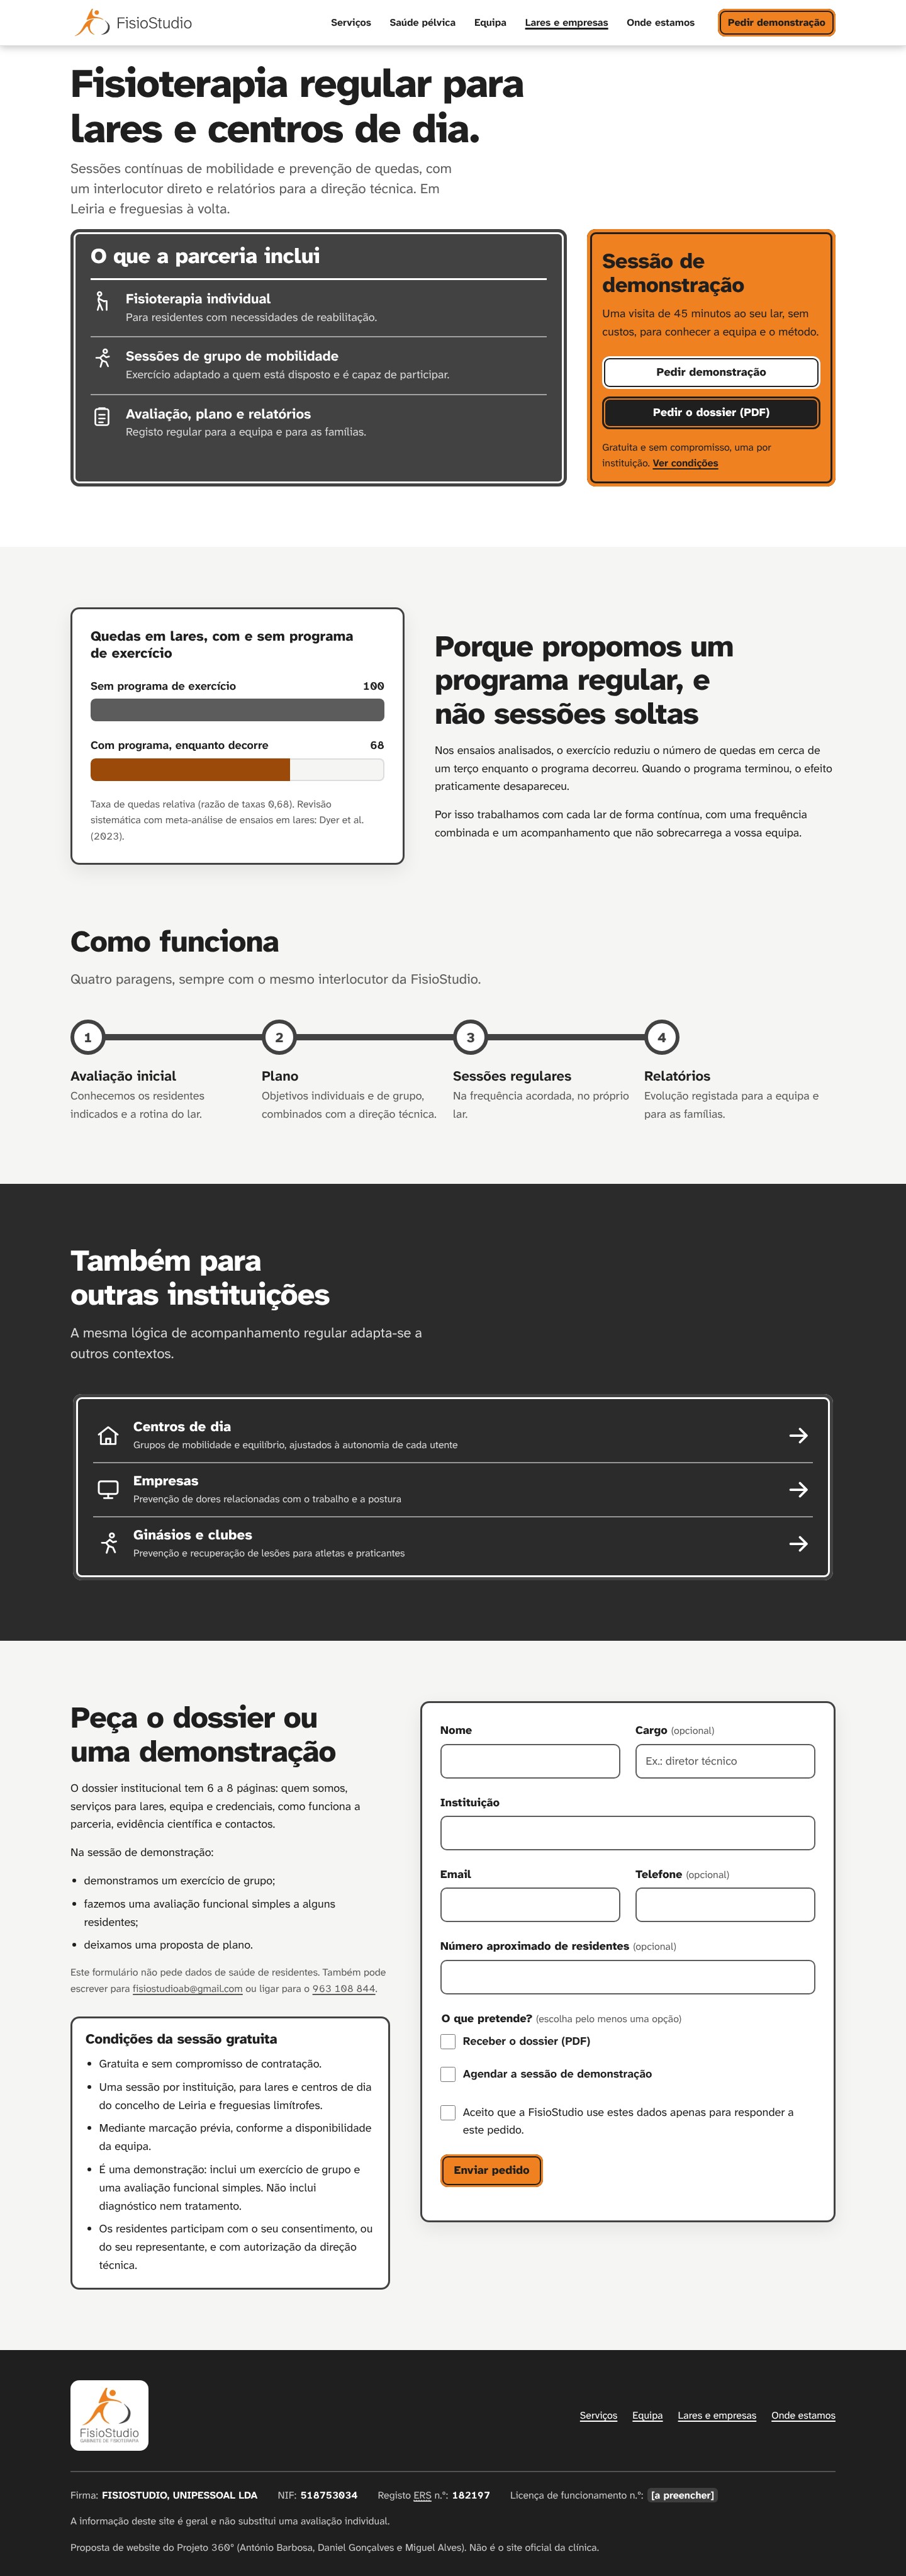 FisioStudio
Serviços
Saúde pélvica
Equipa
Lares e empresas
Onde estamos
Pedir demonstração
Fisioterapia regular para
lares e centros de dia.
Sessões contínuas de mobilidade e prevenção de quedas, com
um interlocutor direto e relatórios para a direção técnica. Em
Leiria e freguesias à volta.
O que a parceria inclui
Fisioterapia individual
Para residentes com necessidades de reabilitação.
Sessões de grupo de mobilidade
Exercício adaptado a quem está disposto e é capaz de participar.
Avaliação, plano e relatórios
Registo regular para a equipa e para as famílias.
Sessão de
demonstração
Uma visita de 45 minutos ao seu lar, sem
custos, para conhecer a equipa e o método.
Pedir demonstração
Pedir o dossier (PDF)
Gratuita e sem compromisso, uma por
instituição. Ver condições
Quedas em lares, com e sem programa
de exercício
Sem programa de exercício 100
Com programa, enquanto decorre 68
Taxa de quedas relativa (razão de taxas 0,68). Revisão
sistemática com meta-análise de ensaios em lares: Dyer et al.
(2023).
Porque propomos um
programa regular, e
não sessões soltas
Nos ensaios analisados, o exercício reduziu o número de quedas em cerca de
um terço enquanto o programa decorreu. Quando o programa terminou, o efeito
praticamente desapareceu.
Por isso trabalhamos com cada lar de forma contínua, com uma frequência
combinada e um acompanhamento que não sobrecarrega a vossa equipa.
Como funciona
Quatro paragens, sempre com o mesmo interlocutor da FisioStudio.
1
2
3
4
Avaliação inicial
Conhecemos os residentes
indicados e a rotina do lar.
Plano
Objetivos individuais e de grupo,
combinados com a direção técnica.
Sessões regulares
Na frequência acordada, no próprio
lar.
Relatórios
Evolução registada para a equipa e
para as famílias.
Também para
outras instituições
A mesma lógica de acompanhamento regular adapta-se a
outros contextos.
Centros de dia
Grupos de mobilidade e equilíbrio, ajustados à autonomia de cada utente
Empresas
Prevenção de dores relacionadas com o trabalho e a postura
Ginásios e clubes
Prevenção e recuperação de lesões para atletas e praticantes
Peça o dossier ou
uma demonstração
O dossier institucional tem 6 a 8 páginas: quem somos,
serviços para lares, equipa e credenciais, como funciona a
parceria, evidência científica e contactos.
Na sessão de demonstração:
• demonstramos um exercício de grupo;
• fazemos uma avaliação funcional simples a alguns
residentes;
• deixamos uma proposta de plano.
Este formulário não pede dados de saúde de residentes. Também pode
escrever para fisiostudioab@gmail.com ou ligar para o 963 108 844.
Condições da sessão gratuita
• Gratuita e sem compromisso de contratação.
• Uma sessão por instituição, para lares e centros de dia
do concelho de Leiria e freguesias limítrofes.
• Mediante marcação prévia, conforme a disponibilidade
da equipa.
• É uma demonstração: inclui um exercício de grupo e
uma avaliação funcional simples. Não inclui
diagnóstico nem tratamento.
• Os residentes participam com o seu consentimento, ou
do seu representante, e com autorização da direção
técnica.
Nome
Cargo (opcional)
Ex.: diretor técnico
Instituição
Email
Telefone (opcional)
Número aproximado de residentes (opcional)
O que pretende? (escolha pelo menos uma opção)
Receber o dossier (PDF)
Agendar a sessão de demonstração
Aceito que a FisioStudio use estes dados apenas para responder a
este pedido.
Enviar pedido
FisioStudio
GABINETE DE FISIOTERAPIA
Serviços
Equipa
Lares e empresas
Onde estamos
Firma: FISIOSTUDIO, UNIPESSOAL LDA NIF: 518753034 Registo ERS n.º: 182197 Licença de funcionamento n.º: [a preencher]
A informação deste site é geral e não substitui uma avaliação individual.
Proposta de website do Projeto 360° (António Barbosa, Daniel Gonçalves e Miguel Alves). Não é o site oficial da clínica.